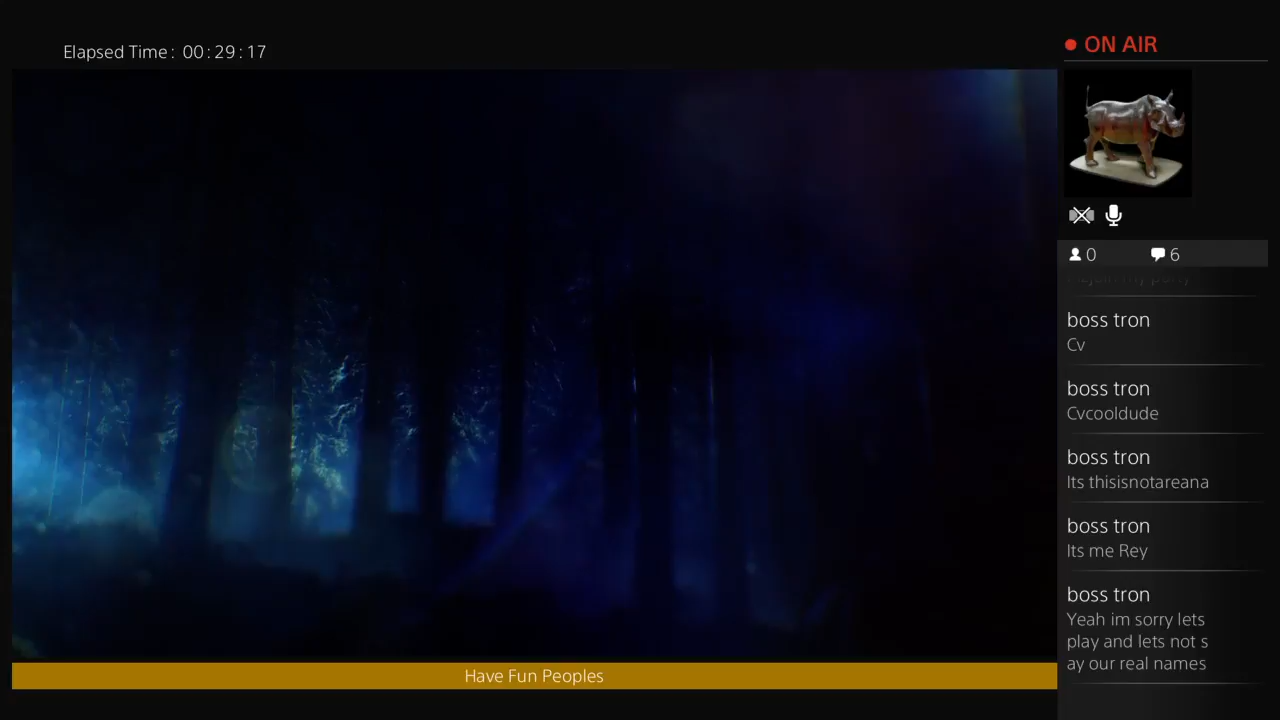 Elapsed Time: 00:29:17
ON AIR
0
6
boss tron
Cv
boss tron
Cvcooldude
boss tron
Its thisisnotareana
boss tron
Its me Rey
boss tron
Yeah im sorry lets
play and lets not s
ay our real names
Have Fun Peoples